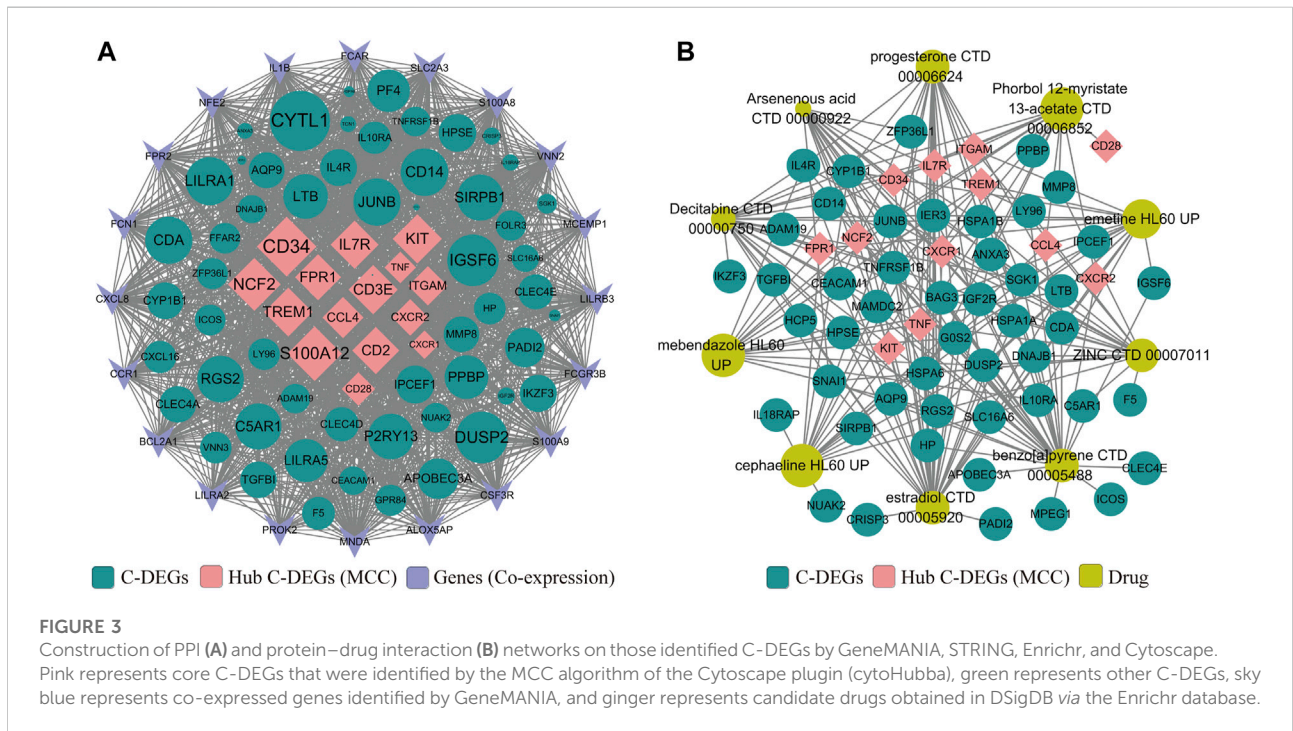 A
B
FCAR
IL1B
SLC2A3
NFE2
PF4
S100A8
TNFRSF1B
CYTL1
HPSE
CRISP3
TCN1
ANXA3
IL10RA
FPR2
VNN2
AQP9
IL4R
CD14
LILRA1
LTB
SIRPB1
JUNB
SGK1
DNAJB1
FCN1
MCEMP1
FOLR3
CDA
FFAR2
CD34
IL7R
KIT
IGSF6
SLC16A6
ZFP36L1
TNF
FPR1
NCF2
CD3E
ITGAM
CLEC4E
CXCL8
CYP1B1
LILRB3
TREM1
CCL4
CXCR2
HP
ICOS
MMP8
CXCL16
LY96
S100A12
CD2
CXCR1
PADI2
CCR1
FCGR3B
RGS2
CD28
IPCEF1
PPBP
IGF2R
IKZF3
CLEC4A
ADAM19
NUAK2
BCL2A1
C5AR1
CLEC4D
P2RY13
DUSP2
S100A9
VNN3
LILRA5
LILRA2
TGFBI
CEACAM1
APOBEC3A
CSF3R
GPR84
F5
PROK2
MNDA
ALOX5AP
C-DEGs
Hub C-DEGs (MCC)
Genes (Co-expression)
progesterone CTD
00006624
Phorbol 12-myristate
13-acetate CTD
00006852
Arsenenous acid
CTD 00000922
ZFP36L1
ITGAM
CD28
PPBP
IL4R
CYP1B1
IL7R
CD34
TREM1
MMP8
CD14
Decitabine CTD
00000750
ADAM19
JUNB
IER3
HSPA1B
LY96
emetine HL60 UP
NCF2
FPR1
CXCR1
ANXA3
CCL4
IPCEF1
TNFRSF1B
IKZF3
TGFBI
CEACAM1
SGK1
CXCR2
IGSF6
MAMDC2
BAG3
IGF2R
LTB
HCP5
HPSE
TNF
HSPA1A
CDA
mebendazole HL60
UP
KIT
G0S2
DNAJB1
ZINC CTD 00007011
DUSP2
SNAI1
HSPA6
IL10RA
AQP9
C5AR1
F5
IL18RAP
RGS2
SLC16A6
SIRPB1
HP
cephaeline HL60 UP
benzo[a]pyrene CTD
00005488
CLEC4E
APOBEC3A
ICOS
NUAK2
estradiol CTD
00005920
MPEG1
CRISP3
PADI2
C-DEGs
Hub C-DEGs (MCC)
Drug
FIGURE 3
Construction of PPI (A) and protein–drug interaction (B) networks on those identified C-DEGs by GeneMANIA, STRING, Enrichr, and Cytoscape.
Pink represents core C-DEGs that were identified by the MCC algorithm of the Cytoscape plugin (cytoHubba), green represents other C-DEGs, sky
blue represents co-expressed genes identified by GeneMANIA, and ginger represents candidate drugs obtained in DSigDB via the Enrichr database.